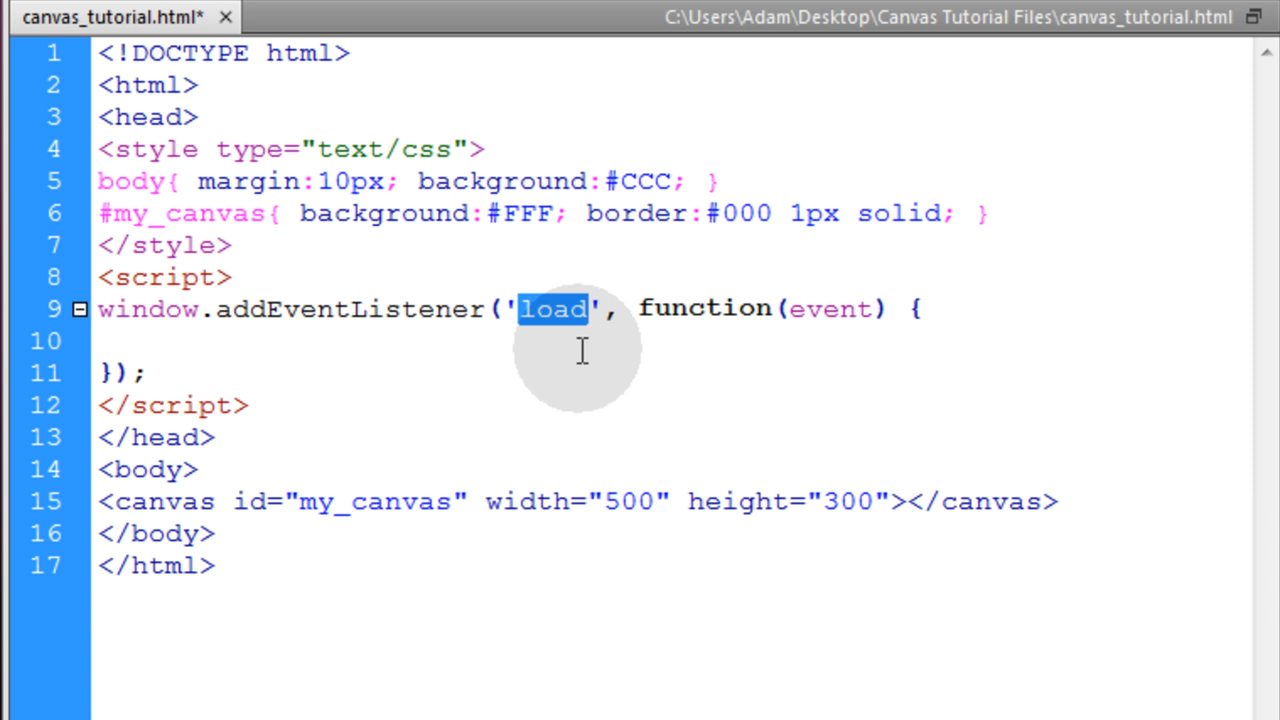 canvas_tutorial.html* × C:\Users\Adam\Desktop\Canvas Tutorial Files\canvas_tutorial.html
1 <!DOCTYPE html>
2 <html>
3 <head>
4 <style type="text/css">
5 body{ margin:10px; background:#CCC; }
6 #my_canvas{ background:#FFF; border:#000 1px solid; }
7 </style>
8 <script>
9 window.addEventListener('load', function(event) {
10
11 });
12 </script>
13 </head>
14 <body>
15 <canvas id="my_canvas" width="500" height="300"></canvas>
16 </body>
17 </html>